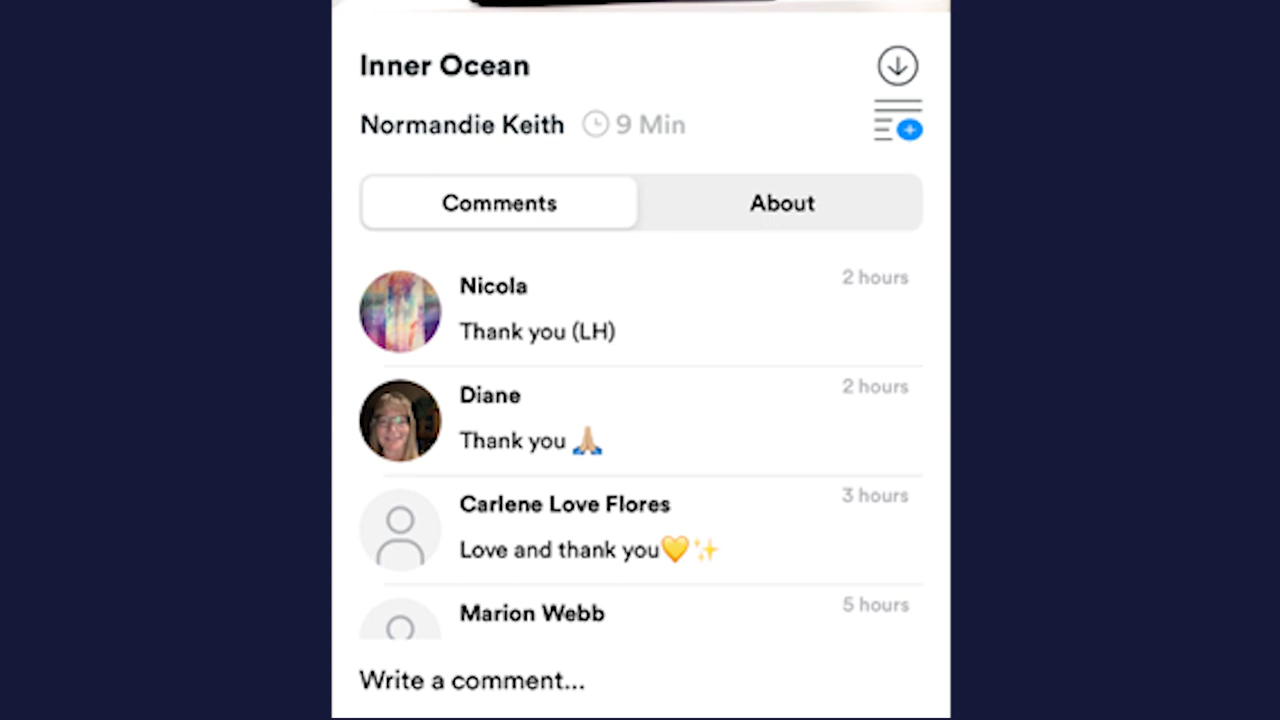 Inner Ocean
Normandie Keith 9 Min
Comments About
Nicola 2 hours
Thank you (LH)
Diane 2 hours
Thank you 🙏🏼
Carlene Love Flores 3 hours
Love and thank you💛✨
Marion Webb 5 hours
Write a comment...